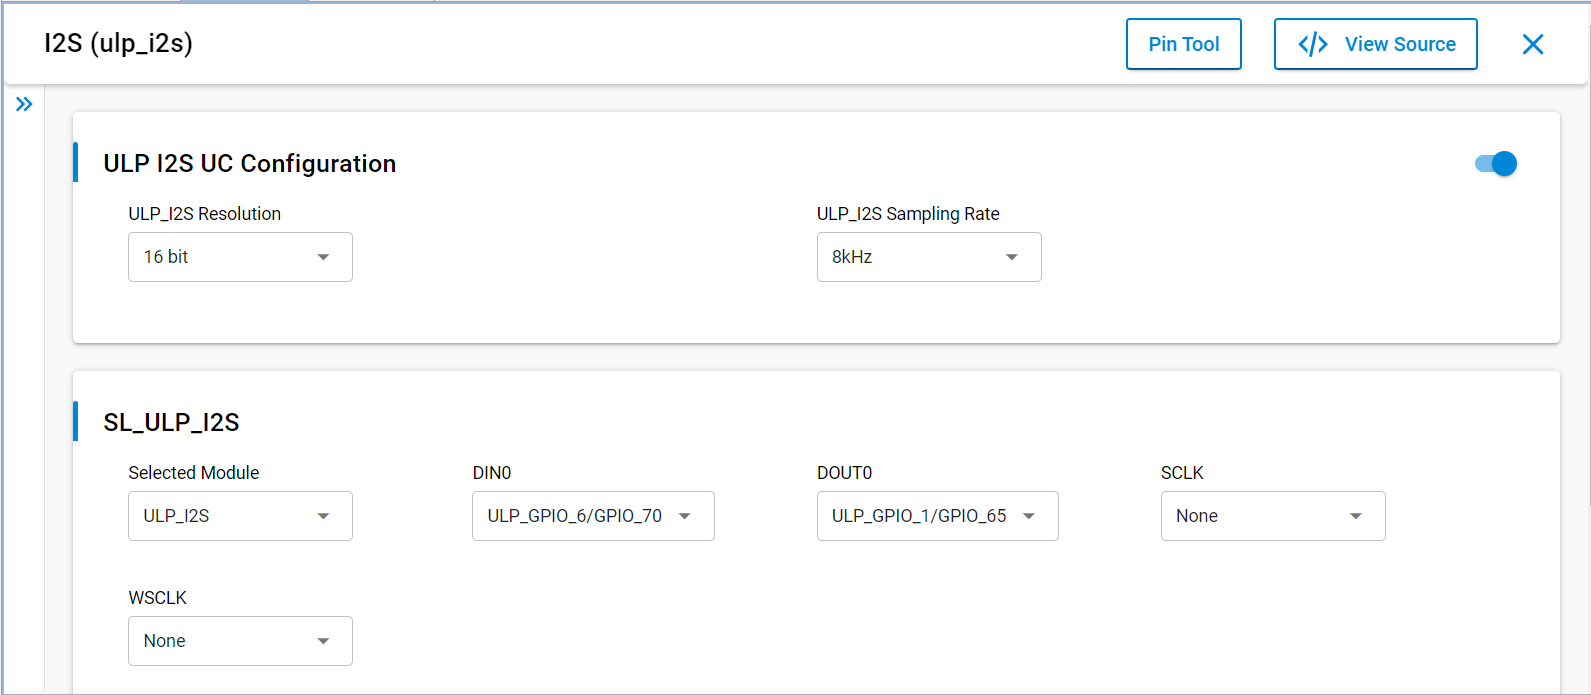 I2S (ulp_i2s)
Pin Tool
</> View Source
ULP I2S UC Configuration
ULP_I2S Resolution
ULP_I2S Sampling Rate
16 bit
8kHz
SL_ULP_I2S
Selected Module
DIN0
DOUT0
SCLK
ULP_I2S
ULP_GPIO_6/GPIO_70
ULP_GPIO_1/GPIO_65
None
WSCLK
None